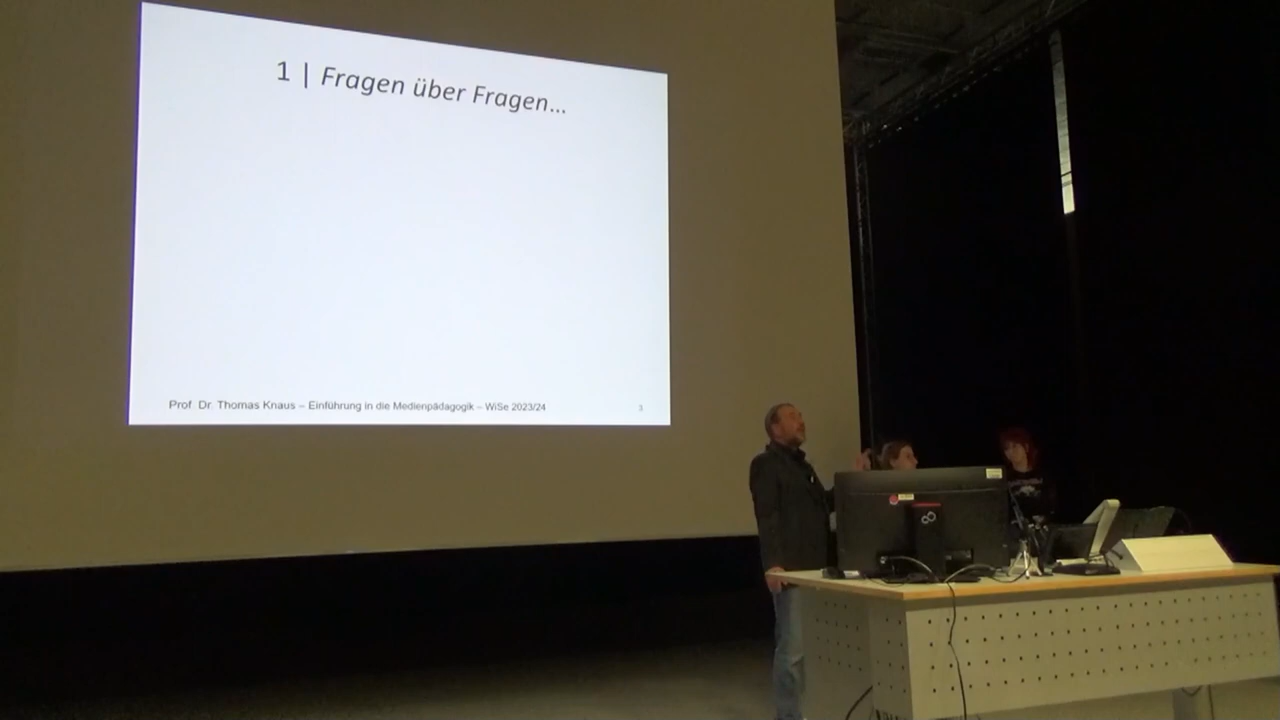 1 | Fragen über Fragen...
Prof. Dr. Thomas Knaus – Einführung in die Medienpädagogik – WiSe 2023/24
3